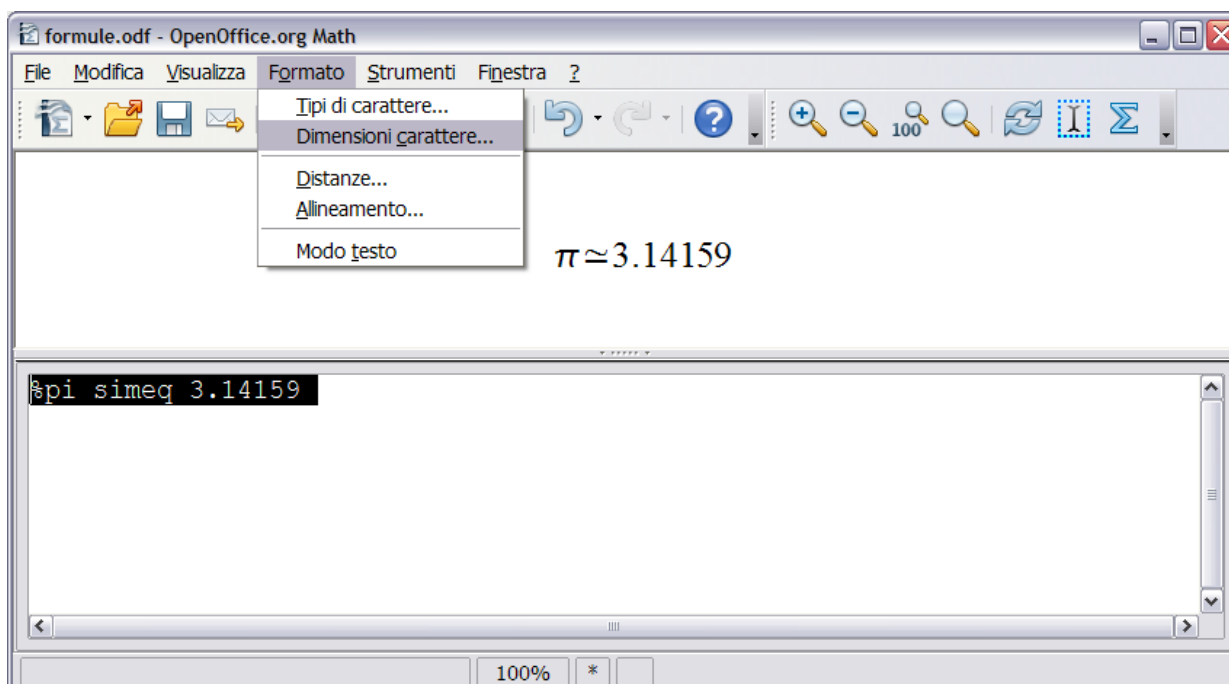 formule.odf - OpenOffice.org Math
File Modifica Visualizza Formato Strumenti Finestra ?
Tipi di carattere...
Dimensioni carattere...
100
Distanze...
Allineamento...
Modo testo
π≃3.14159
%pi simeq 3.14159
100% *